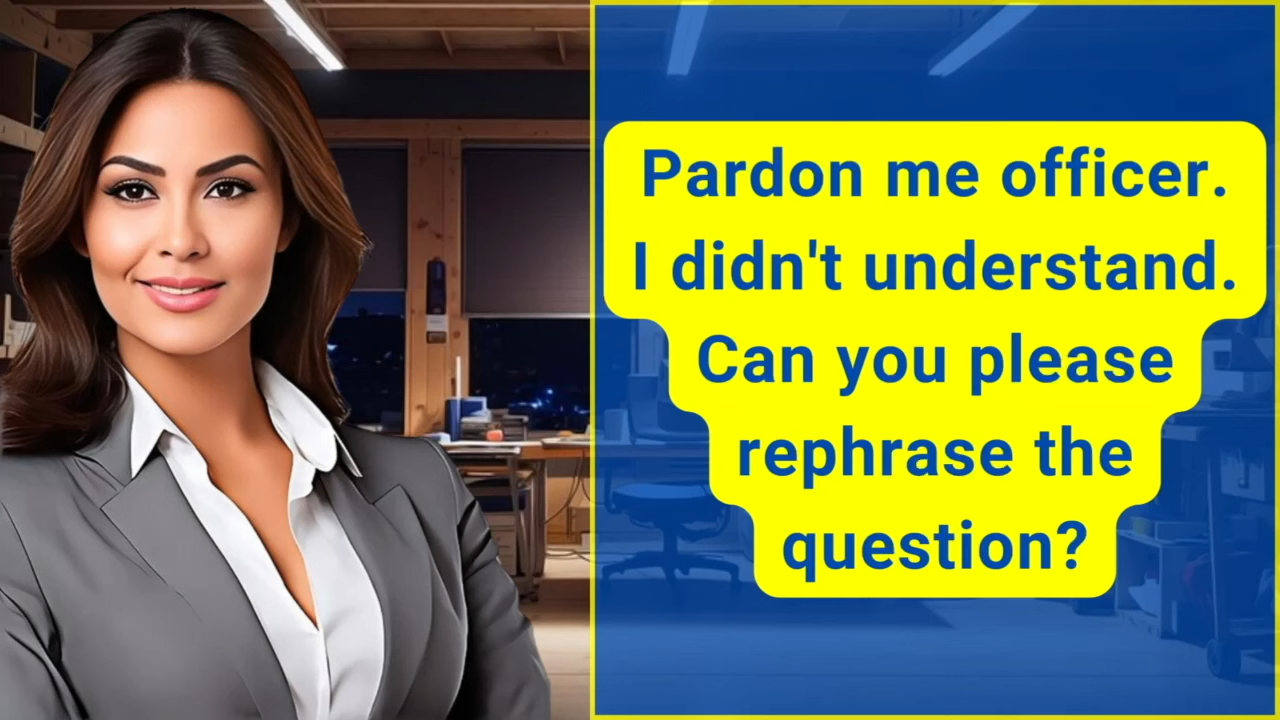 Pardon me officer.
I didn't understand.
Can you please
rephrase the
question?